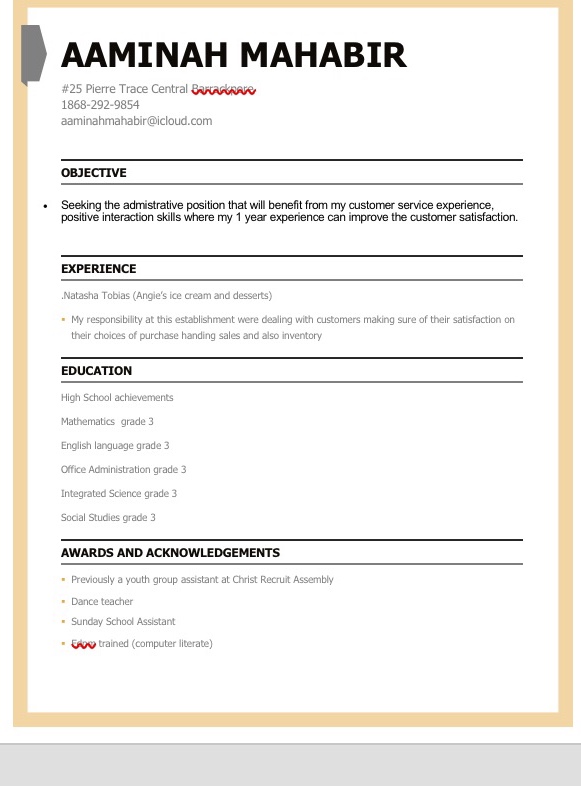 AAMINAH MAHABIR
#25 Pierre Trace Central Barrackpore
1868-292-9854
aaminahmahabir@icloud.com
OBJECTIVE
• Seeking the admistrative position that will benefit from my customer service experience,
positive interaction skills where my 1 year experience can improve the customer satisfaction.
EXPERIENCE
.Natasha Tobias (Angie's ice cream and desserts)
▪ My responsibility at this establishment were dealing with customers making sure of their satisfaction on
their choices of purchase handing sales and also inventory
EDUCATION
High School achievements
Mathematics  grade 3
English language grade 3
Office Administration grade 3
Integrated Science grade 3
Social Studies grade 3
AWARDS AND ACKNOWLEDGEMENTS
▪ Previously a youth group assistant at Christ Recruit Assembly
▪ Dance teacher
▪ Sunday School Assistant
▪ trained (computer literate)